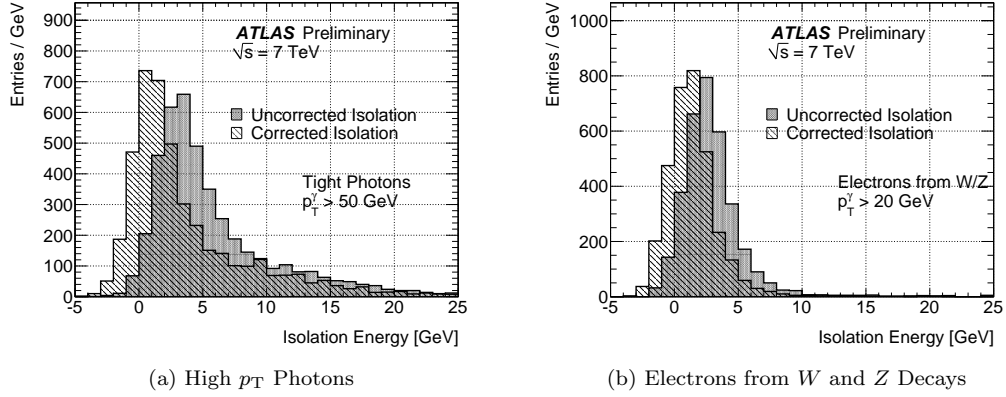 Entries / GeV
900
800
700
600
500
400
300
200
100
0
ATLAS Preliminary
√s = 7 TeV
Uncorrected Isolation
Corrected Isolation
Tight Photons
p_T^γ > 50 GeV
-5 0 5 10 15 20 25
Isolation Energy [GeV]
(a) High p_T Photons
Entries / GeV
1000
800
600
400
200
0
ATLAS Preliminary
√s = 7 TeV
Uncorrected Isolation
Corrected Isolation
Electrons from W/Z
p_T^γ > 20 GeV
-5 0 5 10 15 20 25
Isolation Energy [GeV]
(b) Electrons from W and Z Decays